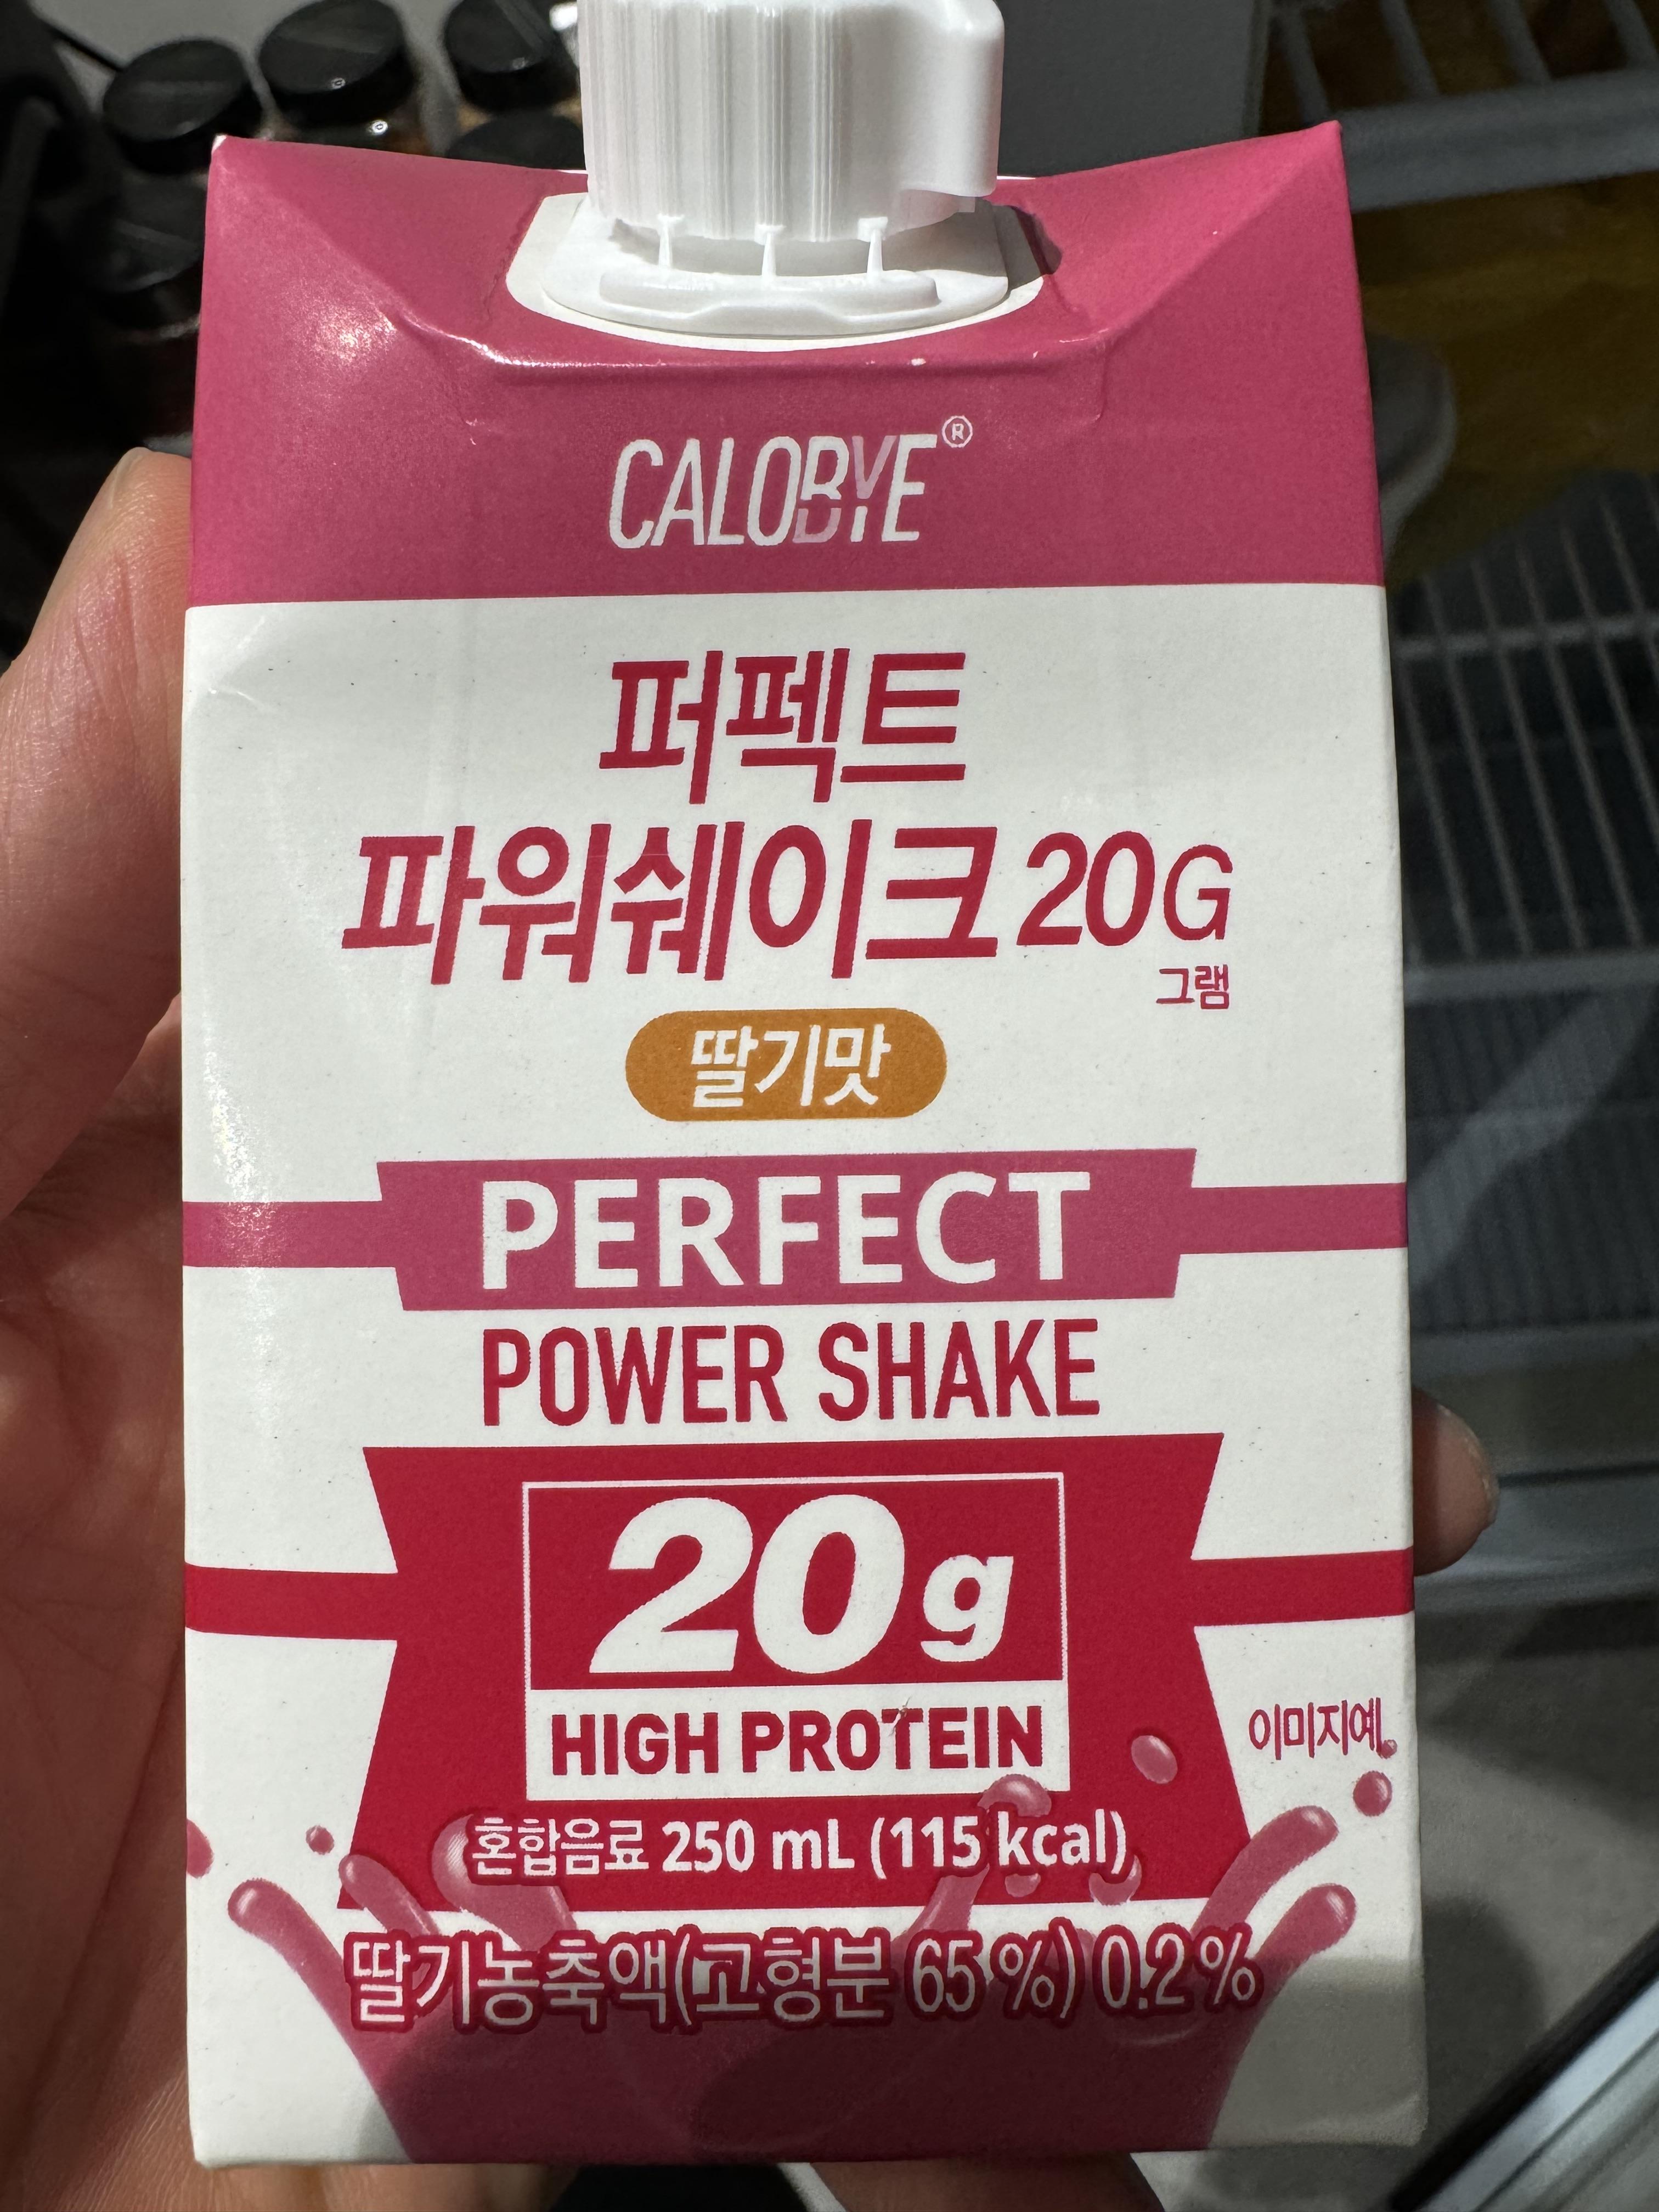 CALOBYE®
퍼펙트
파워쉐이크 20G
그램
딸기맛
PERFECT
POWER SHAKE
20g
HIGH PROTEIN
이미지예
혼합음료 250 mL (115 kcal)
딸기농축액(고형분 65 %) 0.2 %